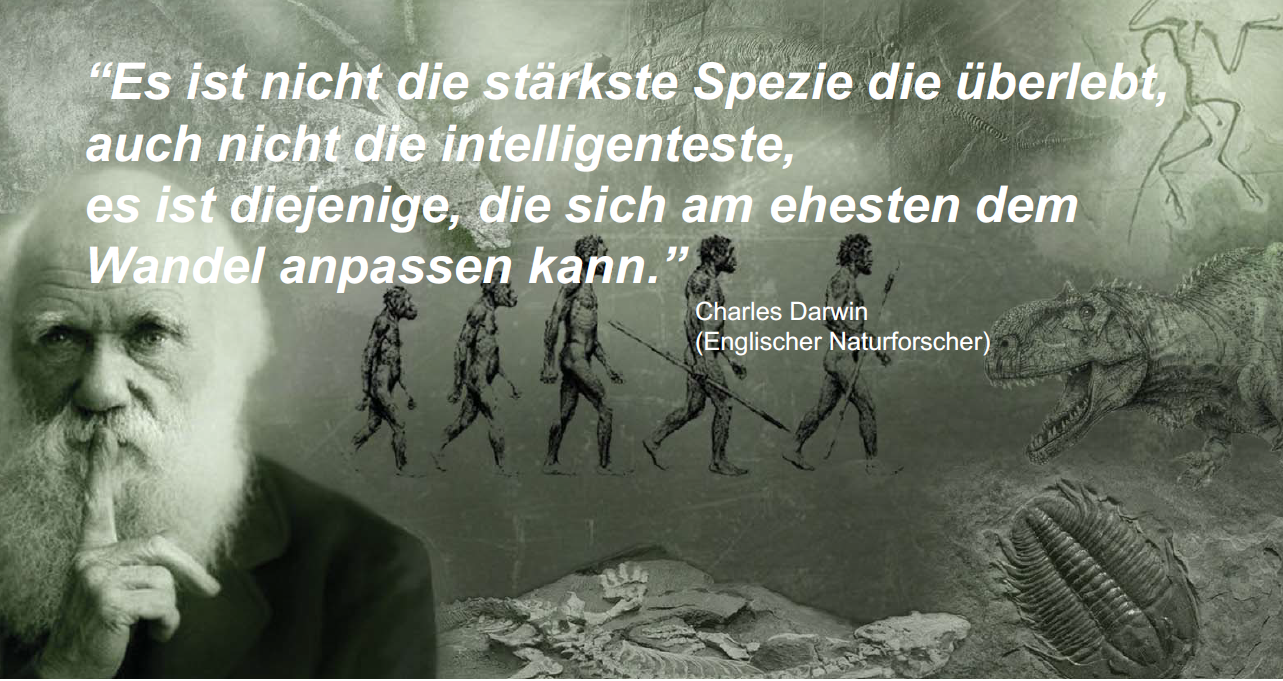 “Es ist nicht die stärkste Spezie die überlebt,
auch nicht die intelligenteste,
es ist diejenige, die sich am ehesten dem
Wandel anpassen kann.”
Charles Darwin
(Englischer Naturforscher)